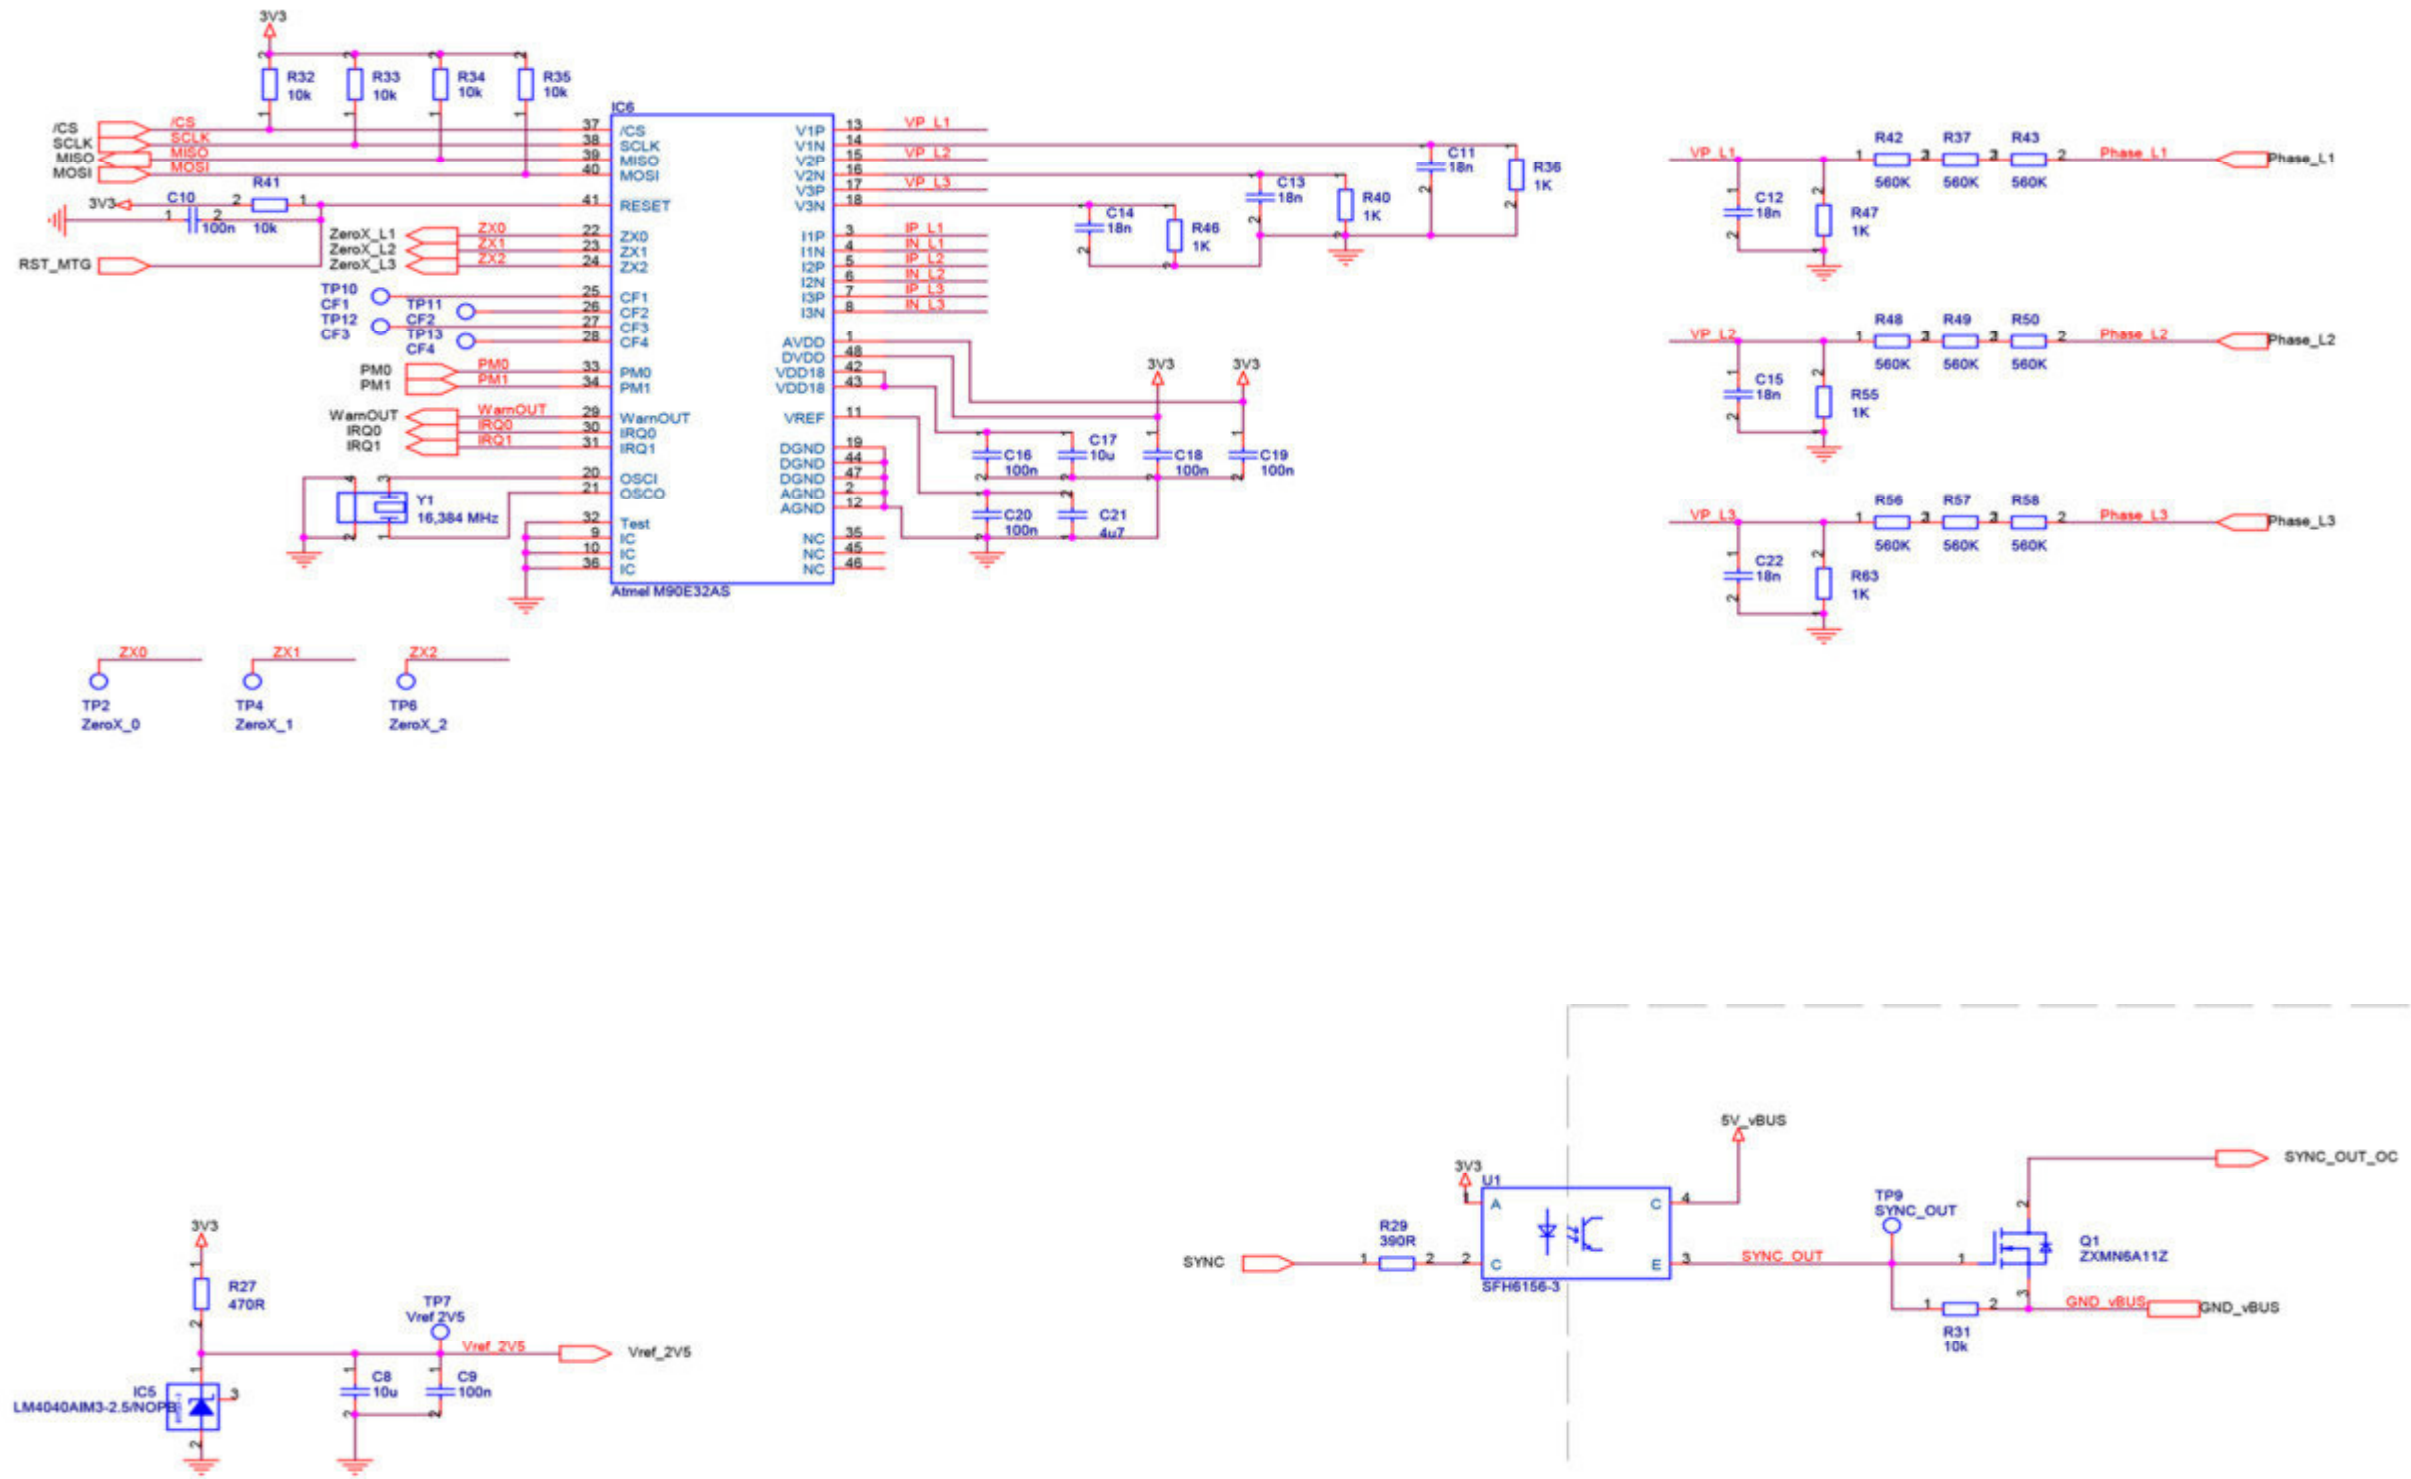 3V3
R32
10k
R33
10k
R34
10k
R35
10k
/CS
SCLK
MISO
MOSI
/CS
SCLK
MISO
MOSI
3V3
C10
100n
R41
10k
RST_MTG
ZeroX_L1
ZeroX_L2
ZeroX_L3
ZX0
ZX1
ZX2
TP10
CF1
TP11
CF2
TP12
CF3
TP13
CF4
PM0
PM1
PM0
PM1
WarnOUT
IRQ0
IRQ1
WarnOUT
IRQ0
IRQ1
Y1
16,384 MHz
IC6
37 /CS
38 SCLK
39 MISO
40 MOSI
41 RESET
22 ZX0
23 ZX1
24 ZX2
25 CF1
26 CF2
27 CF3
28 CF4
33 PM0
34 PM1
29 WarnOUT
30 IRQ0
31 IRQ1
20 OSCI
21 OSCO
32 Test
9 IC
10 IC
36 IC
V1P 13 VP_L1
V1N 14
V2P 15 VP_L2
V2N 16
V3P 17 VP_L3
V3N 18
I1P 3 IP_L1
I1N 4 IN_L1
I2P 5 IP_L2
I2N 6 IN_L2
I3P 7 IP_L3
I3N 8 IN_L3
AVDD 1
DVDD 48
VDD18 42
VDD18 43
VREF 11
DGND 19
DGND 44
DGND 47
AGND 2
AGND 12
NC 35
NC 45
NC 46
Atmel M90E32AS
C14
18n
R46
1K
C13
18n
R40
1K
C11
18n
R36
1K
3V3
3V3
C16
100n
C17
10u
C18
100n
C19
100n
C20
100n
C21
4u7
VP_L1
R42
560K
R37
560K
R43
560K
Phase_L1
Phase_L1
C12
18n
R47
1K
VP_L2
R48
560K
R49
560K
R50
560K
Phase_L2
Phase_L2
C15
18n
R55
1K
VP_L3
R56
560K
R57
560K
R58
560K
Phase_L3
Phase_L3
C22
18n
R63
1K
ZX0
TP2
ZeroX_0
ZX1
TP4
ZeroX_1
ZX2
TP6
ZeroX_2
3V3
R27
470R
TP7
Vref 2V5
Vref_2V5
Vref_2V5
IC5
LM4040AIM3-2.5/NOPB
C8
10u
C9
100n
SYNC
R29
390R
3V3
U1
A
C
C
E
SFH6156-3
5V_vBUS
SYNC_OUT
TP9
SYNC_OUT
R31
10k
Q1
ZXMN6A11Z
SYNC_OUT_OC
GND_vBUS
GND_vBUS